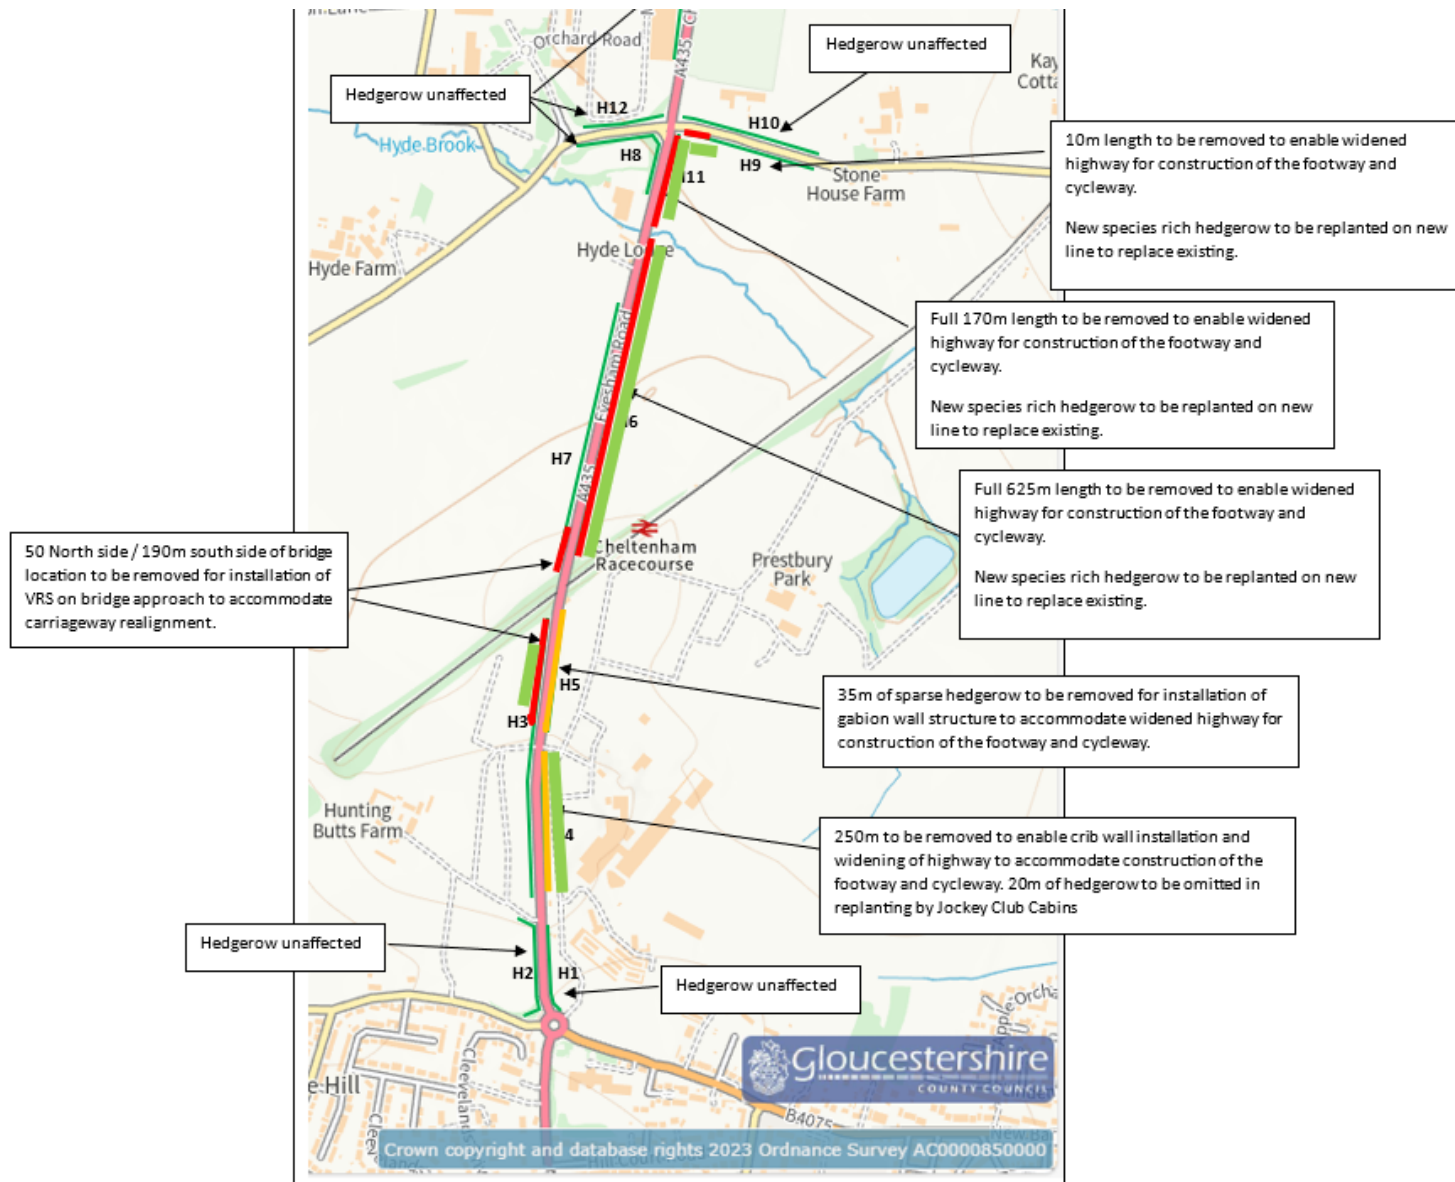 Orchard Road
A435
Hedgerow unaffected
Kay
Cotta
Hedgerow unaffected
H12
H10
Hyde Brook
H8
H9
10m length to be removed to enable widened
highway for construction of the footway and
cycleway.
New species rich hedgerow to be replanted on new
line to replace existing.
Stone
House Farm
Hyde Farm
Full 170m length to be removed to enable widened
highway for construction of the footway and
cycleway.
New species rich hedgerow to be replanted on new
line to replace existing.
Evesham Road
H7
A435
Full 625m length to be removed to enable widened
highway for construction of the footway and
cycleway.
New species rich hedgerow to be replanted on new
line to replace existing.
50 North side / 190m south side of bridge
location to be removed for installation of
VRS on bridge approach to accommodate
carriageway realignment.
Cheltenham
Racecourse
Prestbury
Park
H5
H3
35m of sparse hedgerow to be removed for installation of
gabion wall structure to accommodate widened highway for
construction of the footway and cycleway.
Hunting
Butts Farm
4
250m to be removed to enable crib wall installation and
widening of highway to accommodate construction of the
footway and cycleway. 20m of hedgerow to be omitted in
replanting by Jockey Club Cabins
Hedgerow unaffected
H2
H1
Hedgerow unaffected
Gloucestershire
COUNTY COUNCIL
e Hill
B4075
Crown copyright and database rights 2023 Ordnance Survey AC0000850000